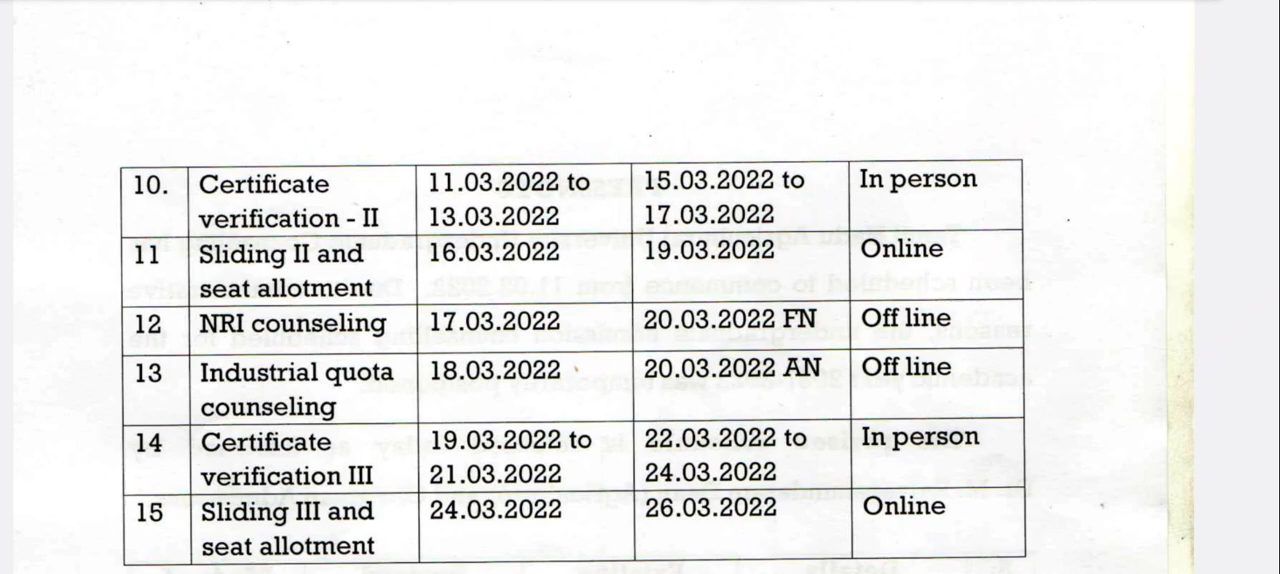 10. Certificate 11.03.2022 to 15.03.2022 to In person
verification - II 13.03.2022 17.03.2022
11 Sliding II and 16.03.2022 19.03.2022 Online
seat allotment
12 NRI counseling 17.03.2022 20.03.2022 FN Off line
13 Industrial quota 18.03.2022 20.03.2022 AN Off line
counseling
14 Certificate 19.03.2022 to 22.03.2022 to In person
verification III 21.03.2022 24.03.2022
15 Sliding III and 24.03.2022 26.03.2022 Online
seat allotment